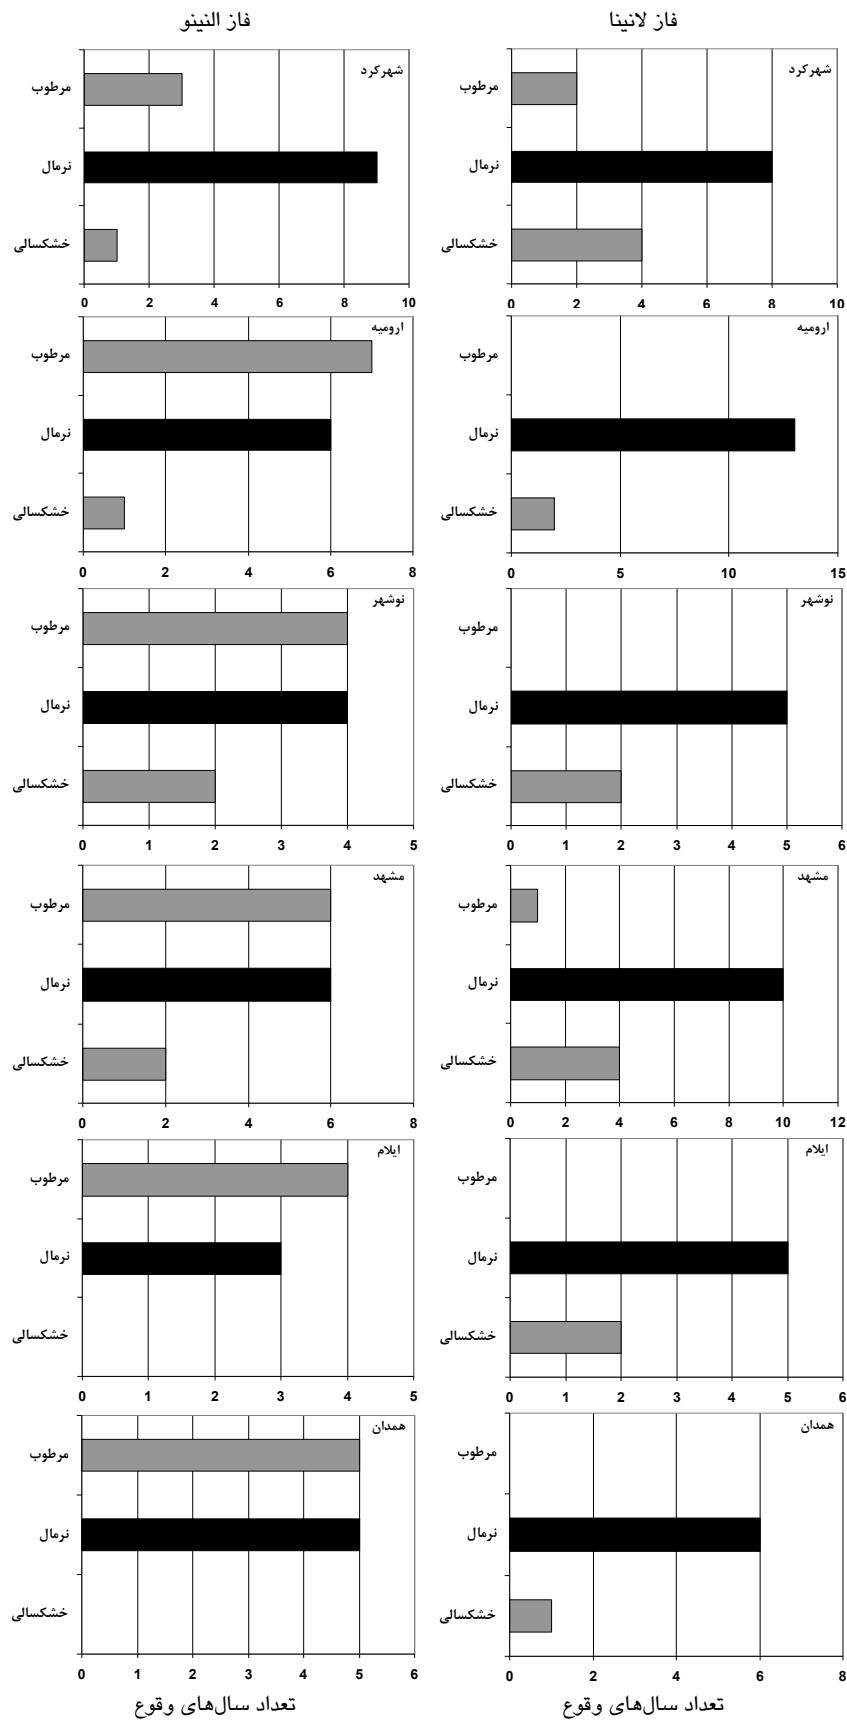 فاز النینو
فاز لانینا
شهرکرد
مرطوب
نرمال
خشکسالی
0 2 4 6 8 10
شهرکرد
مرطوب
نرمال
خشکسالی
0 2 4 6 8 10
ارومیه
مرطوب
نرمال
خشکسالی
0 2 4 6 8
ارومیه
مرطوب
نرمال
خشکسالی
0 5 10 15
نوشهر
مرطوب
نرمال
خشکسالی
0 1 2 3 4 5
نوشهر
مرطوب
نرمال
خشکسالی
0 1 2 3 4 5 6
مشهد
مرطوب
نرمال
خشکسالی
0 2 4 6 8
مشهد
مرطوب
نرمال
خشکسالی
0 2 4 6 8 10 12
ایلام
مرطوب
نرمال
خشکسالی
0 1 2 3 4 5
ایلام
مرطوب
نرمال
خشکسالی
0 1 2 3 4 5 6
همدان
مرطوب
نرمال
خشکسالی
0 1 2 3 4 5 6
تعداد سال‌های وقوع
همدان
مرطوب
نرمال
خشکسالی
0 2 4 6 8
تعداد سال‌های وقوع